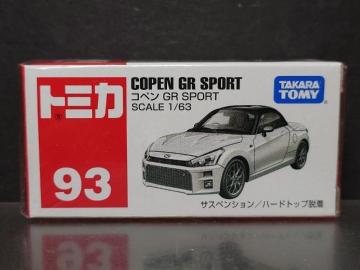 トミカ
93
COPEN GR SPORT
コペン GR SPORT
SCALE 1/63
TAKARA
TOMY
サスペンション/ハードトップ脱着